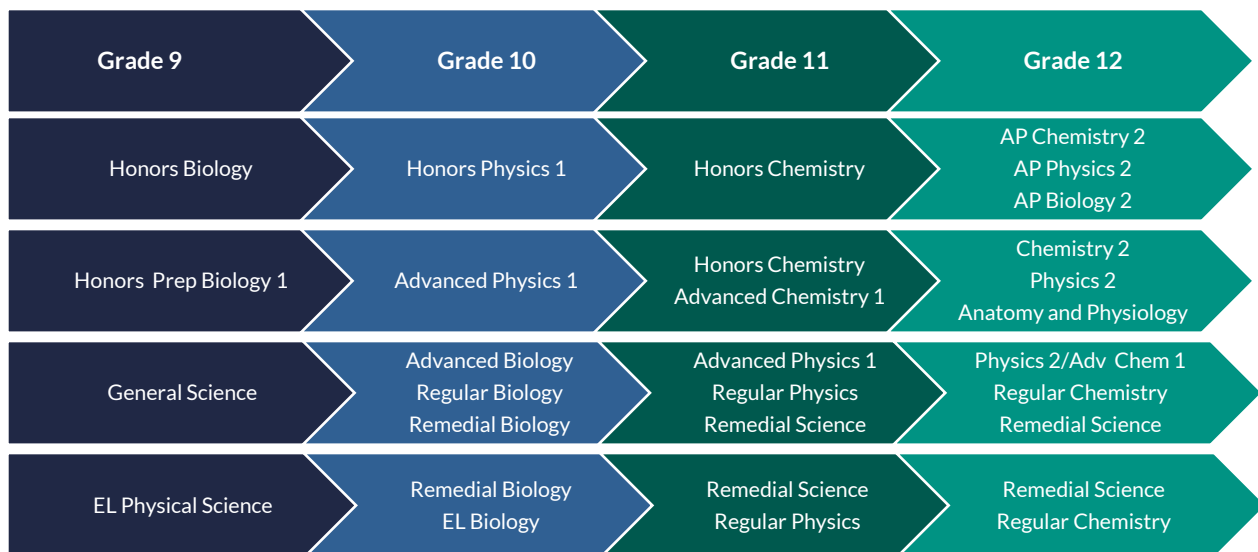 Grade 9
Grade 10
Grade 11
Grade 12
Honors Biology
Honors Physics 1
Honors Chemistry
AP Chemistry 2
AP Physics 2
AP Biology 2
Honors Prep Biology 1
Advanced Physics 1
Honors Chemistry
Advanced Chemistry 1
Chemistry 2
Physics 2
Anatomy and Physiology
General Science
Advanced Biology
Regular Biology
Remedial Biology
Advanced Physics 1
Regular Physics
Remedial Science
Physics 2/Adv Chem 1
Regular Chemistry
Remedial Science
EL Physical Science
Remedial Biology
EL Biology
Remedial Science
Regular Physics
Remedial Science
Regular Chemistry